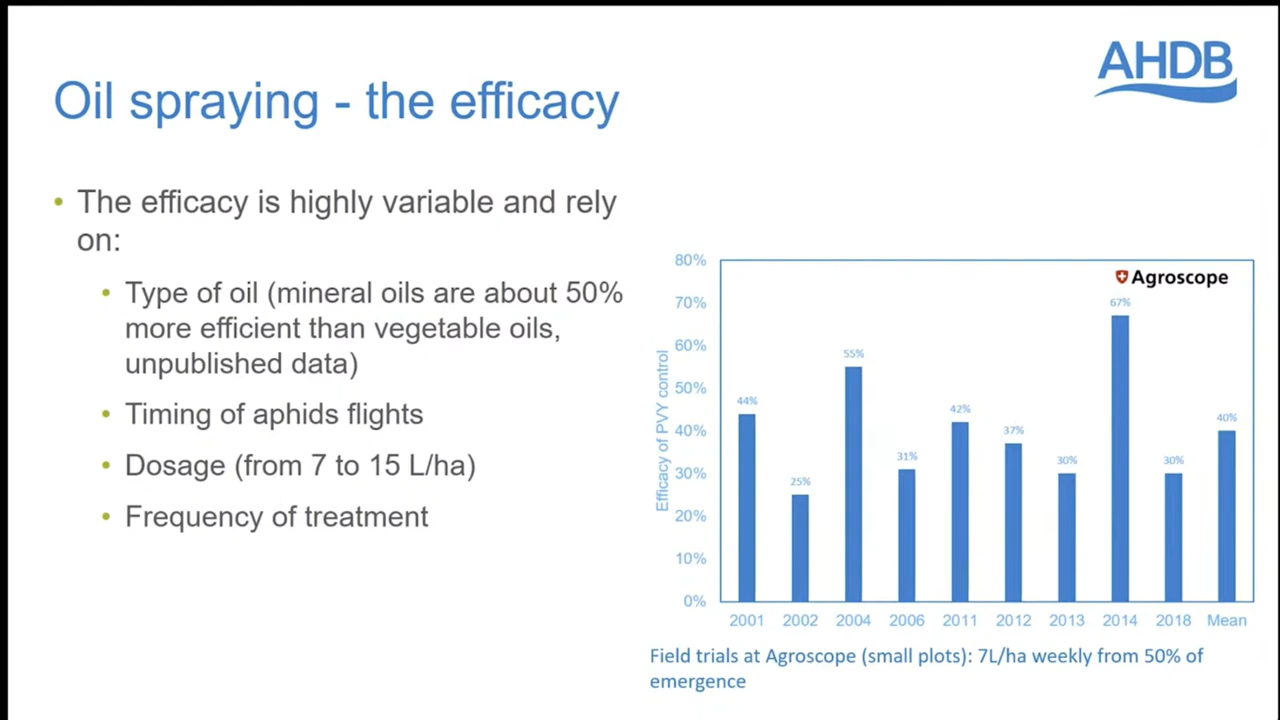 AHDB
Oil spraying - the efficacy
• The efficacy is highly variable and rely
on:
• Type of oil (mineral oils are about 50%
more efficient than vegetable oils,
unpublished data)
• Timing of aphids flights
• Dosage (from 7 to 15 L/ha)
• Frequency of treatment
Agroscope
Efficacy of PVY control
80%
70%
60%
50%
40%
30%
20%
10%
0%
44%
25%
55%
31%
42%
37%
30%
67%
30%
40%
2001 2002 2004 2006 2011 2012 2013 2014 2018 Mean
Field trials at Agroscope (small plots): 7L/ha weekly from 50% of
emergence